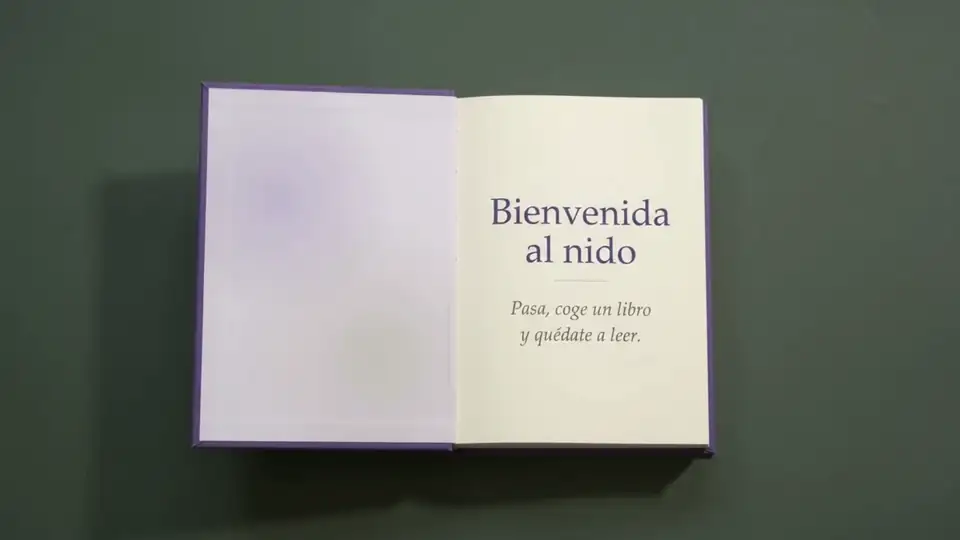 Bienvenida
al nido
Pasa, coge un libro
y quédate a leer.